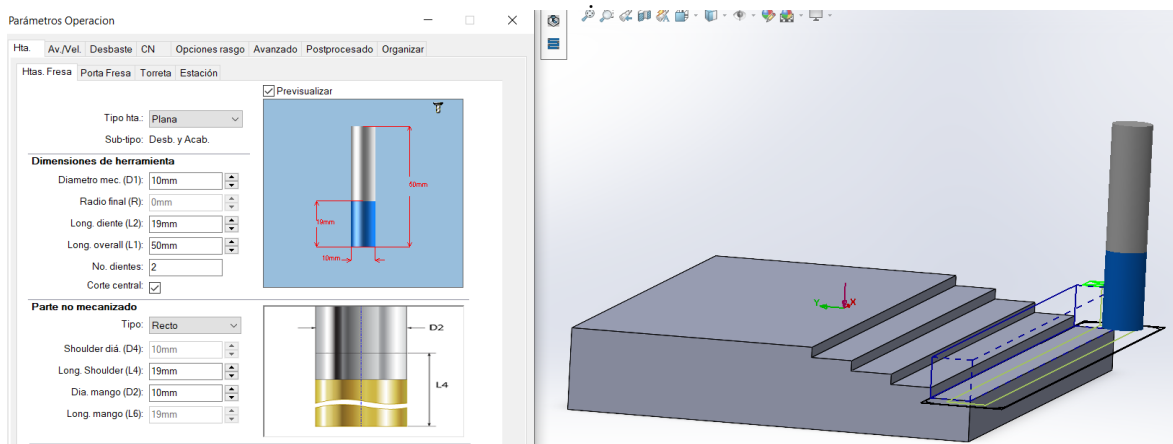 Parámetros Operacion
Hta. Av./Vel. Desbaste CN Opciones rasgo Avanzado Postprocesado Organizar
Htas. Fresa Porta Fresa Torreta Estación
Previsualizar
Tipo hta.: Plana
Sub-tipo: Desb. y Acab.
Dimensiones de herramienta
Diametro mec. (D1): 10mm
Radio final (R): 0mm
Long. diente (L2): 19mm
Long. overall (L1): 50mm
No. dientes: 2
Corte central:
50mm
19mm
10mm
Parte no mecanizado
Tipo: Recto
Shoulder diá. (D4): 10mm
Long. Shoulder (L4): 19mm
Dia. mango (D2): 10mm
Long. mango (L6): 19mm
D2
L4
Y X